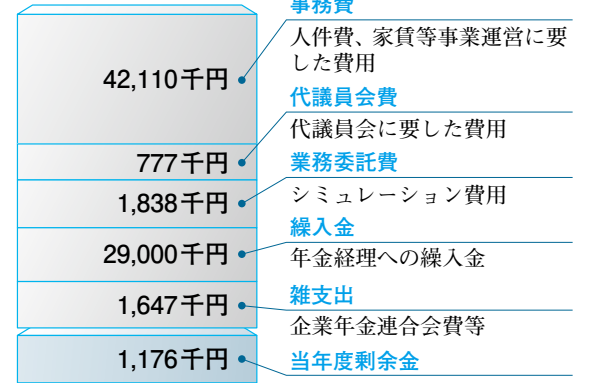 事務費
42,110千円
人件費、家賃等事業運営に要
した費用
代議員会費
777千円
代議員会に要した費用
業務委託費
1,838千円
シミュレーション費用
繰入金
29,000千円
年金経理への繰入金
雑支出
1,647千円
企業年金連合会費等
当年度剰余金
1,176千円